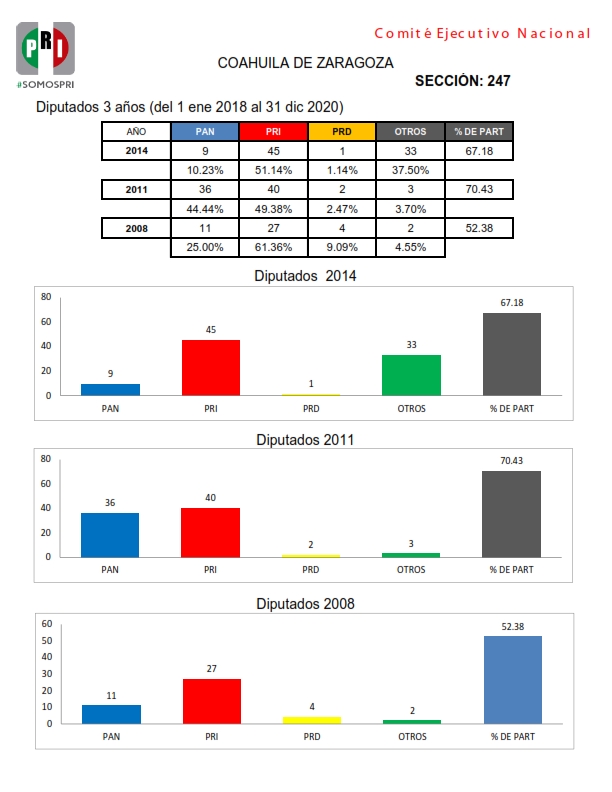 PRI
#SOMOSPRI
Comité Ejecutivo Nacional
COAHUILA DE ZARAGOZA
SECCIÓN: 247
Diputados 3 años (del 1 ene 2018 al 31 dic 2020)
AÑO PAN PRI PRD OTROS % DE PART
2014 9 45 1 33 67.18
10.23% 51.14% 1.14% 37.50%
2011 36 40 2 3 70.43
44.44% 49.38% 2.47% 3.70%
2008 11 27 4 2 52.38
25.00% 61.36% 9.09% 4.55%
Diputados 2014
80
60
40
20
0
9
45
1
33
67.18
PAN PRI PRD OTROS % DE PART
Diputados 2011
80
60
40
20
0
36
40
2
3
70.43
PAN PRI PRD OTROS % DE PART
Diputados 2008
60
50
40
30
20
10
0
11
27
4
2
52.38
PAN PRI PRD OTROS % DE PART